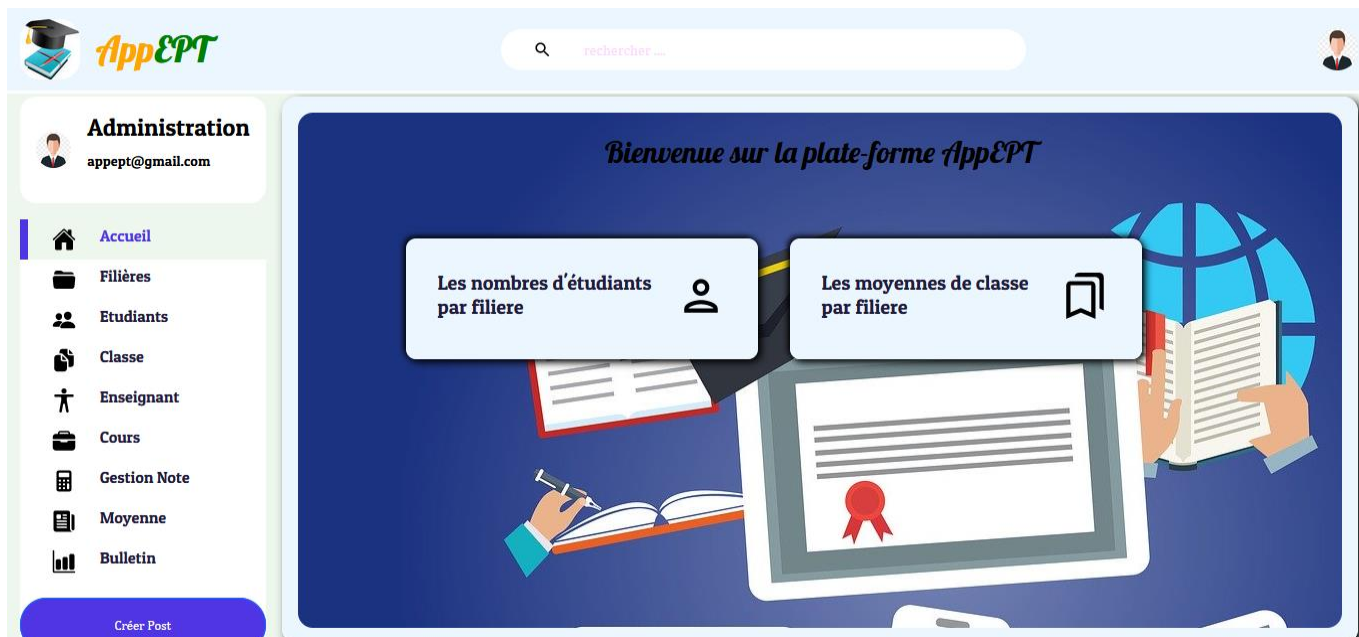 AppEPT
rechercher ...
Administration
appept@gmail.com
Accueil
Filières
Etudiants
Classe
Enseignant
Cours
Gestion Note
Moyenne
Bulletin
Créer Post
Bienvenue sur la plate-forme AppEPT
Les nombres d'étudiants
par filiere
Les moyennes de classe
par filiere